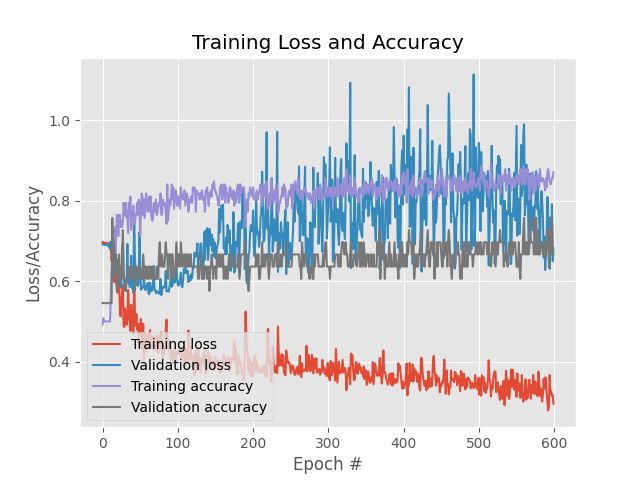 Training Loss and Accuracy
Loss/Accuracy
1.0
0.8
0.6
0.4
Training loss
Validation loss
Training accuracy
Validation accuracy
0 100 200 300 400 500 600
Epoch #